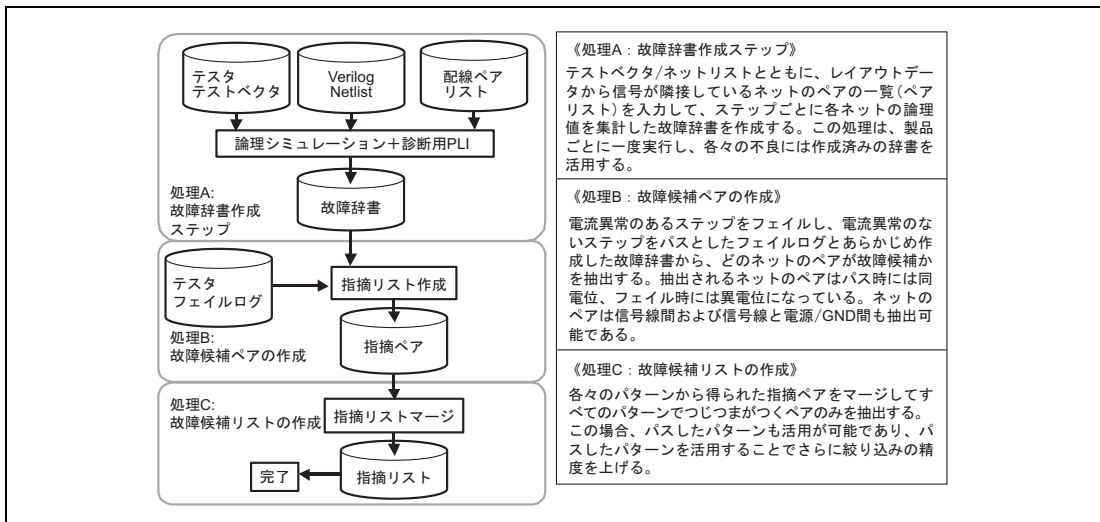 テスタ
テストベクタ
Verilog
Netlist
配線ペア
リスト
論理シミュレーション＋診断用PLI
故障辞書
処理A:
故障辞書作成
ステップ
テスタ
フェイルログ
指摘リスト作成
指摘ペア
処理B:
故障候補ペアの作成
処理C:
故障候補リストの作成
指摘リストマージ
指摘リスト
完了
《処理A：故障辞書作成ステップ》
テストベクタ/ネットリストとともに、レイアウトデー
タから信号が隣接しているネットのペアの一覧(ペア
リスト)を入力して、ステップごとに各ネットの論理
値を集計した故障辞書を作成する。この処理は、製品
ごとに一度実行し、各々の不良には作成済みの辞書を
活用する。
《処理B：故障候補ペアの作成》
電流異常のあるステップをフェイルし、電流異常のな
いステップをパスとしたフェイルログとあらかじめ作
成した故障辞書から、どのネットのペアが故障候補か
を抽出する。抽出されるネットのペアはパス時には同
電位、フェイル時には異電位になっている。ネットの
ペアは信号線間および信号線と電源/GND間も抽出可
能である。
《処理C：故障候補リストの作成》
各々のパターンから得られた指摘ペアをマージしてす
べてのパターンでつじつまがつくペアのみを抽出する。
この場合、パスしたパターンも活用が可能であり、パ
スしたパターンを活用することでさらに絞り込みの精
度を上げる。